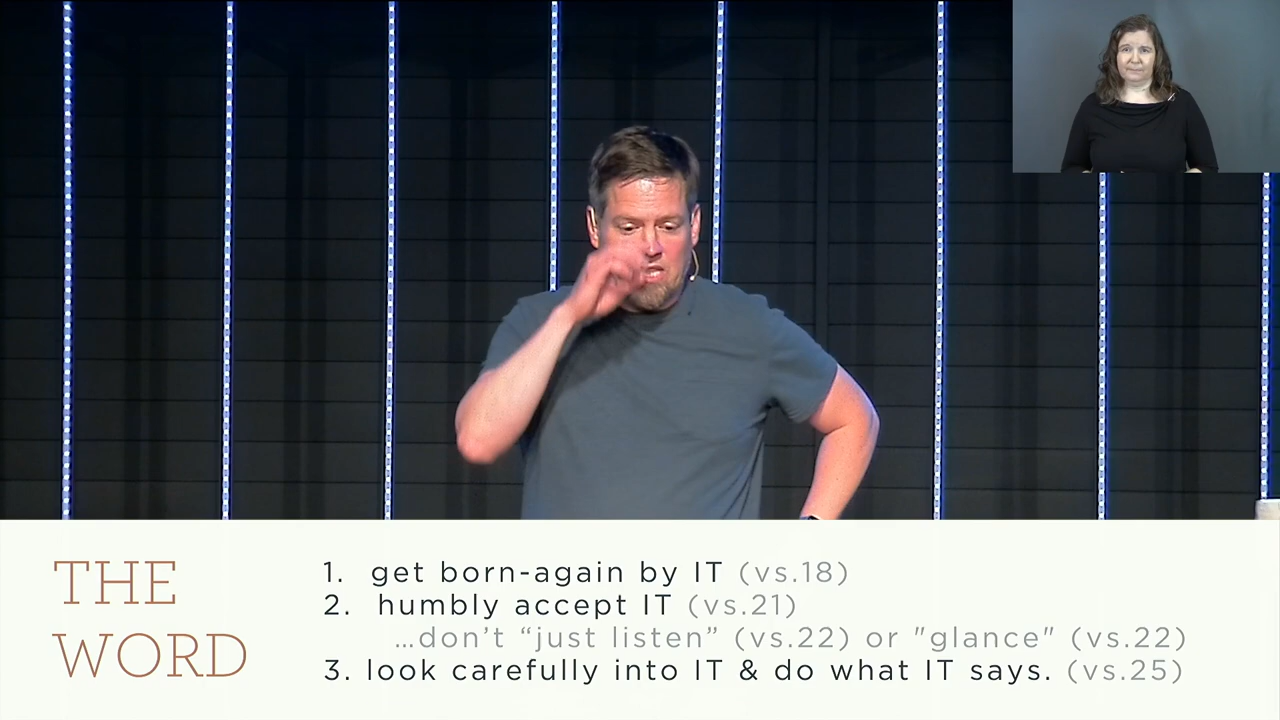 THE
WORD
1. get born-again by IT (vs.18)
2. humbly accept IT (vs.21)
...don’t “just listen” (vs.22) or "glance" (vs.22)
3. look carefully into IT & do what IT says. (vs.25)